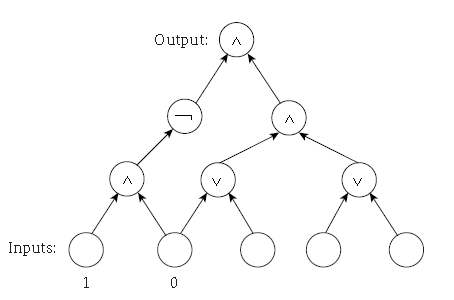 Output: ∧
¬ ∧
∧ ∨ ∨
Inputs:
1 0